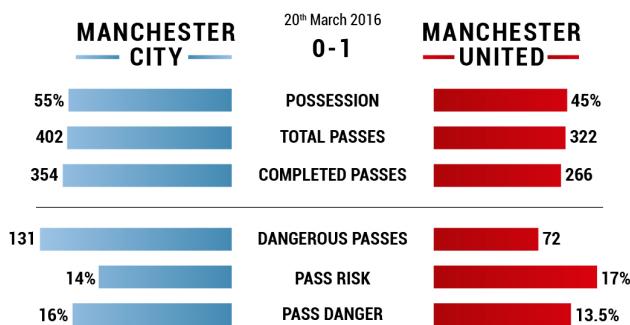 20th March 2016
MANCHESTER CITY
0-1
MANCHESTER UNITED
55% POSSESSION 45%
402 TOTAL PASSES 322
354 COMPLETED PASSES 266
131 DANGEROUS PASSES 72
14% PASS RISK 17%
16% PASS DANGER 13.5%